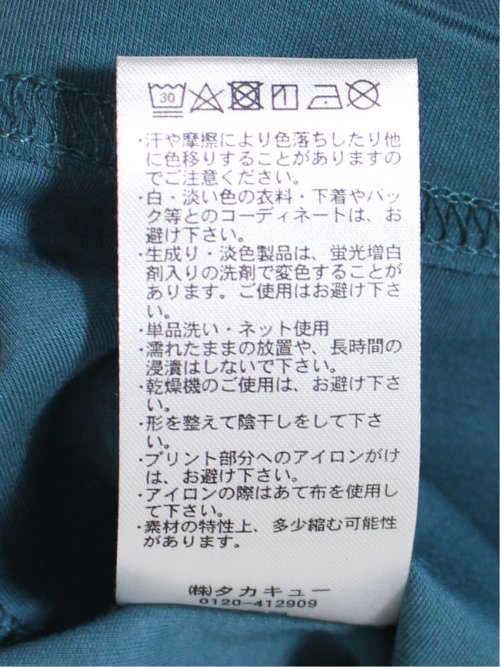 30
・汗や摩擦により色落ちしたり他
に色移りすることがありますの
でご注意ください。
・白・淡い色の衣料・下着やバッ
ク等とのコーディネートは、お
避け下さい。
・生成り・淡色製品は、蛍光増白
剤入りの洗剤で変色することが
あります。ご使用はお避け下さ
い。
・単品洗い・ネット使用
・濡れたままの放置や、長時間の
浸漬はしないで下さい。
・乾燥機のご使用は、お避け下さ
い。
・形を整えて陰干しをして下さ
い。
・プリント部分へのアイロンがけ
は、お避け下さい。
・アイロンの際はあて布を使用し
て下さい。
・素材の特性上、多少縮む可能性
があります。
(株)タカキュー
0120-412909